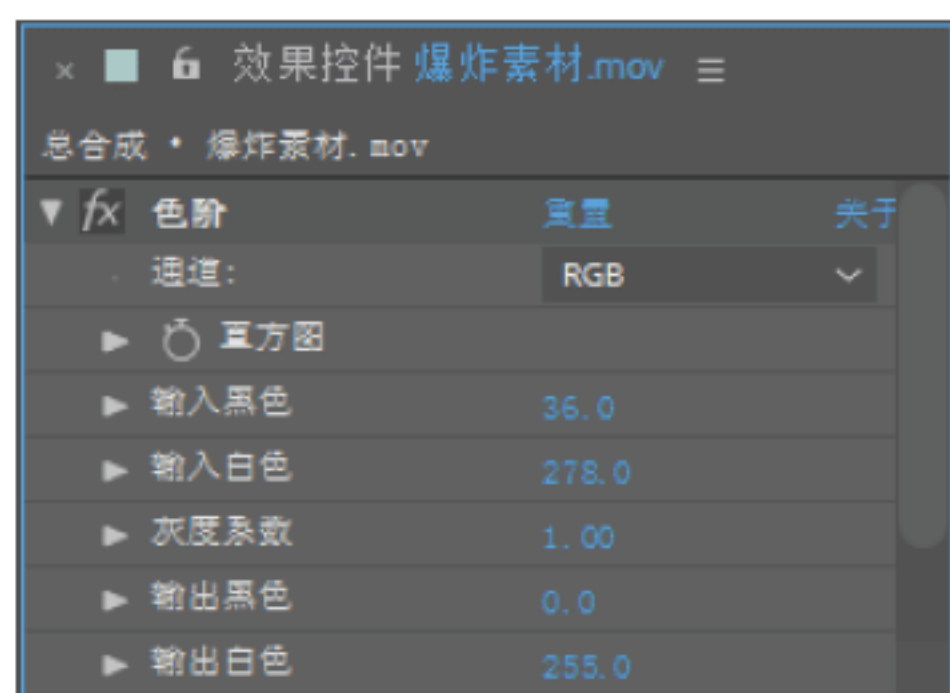 效果控件 爆炸素材.mov
总合成 • 爆炸素材.mov
fx 色阶 重置 关于
通道: RGB
直方图
输入黑色 36.0
输入白色 278.0
灰度系数 1.00
输出黑色 0.0
输出白色 255.0